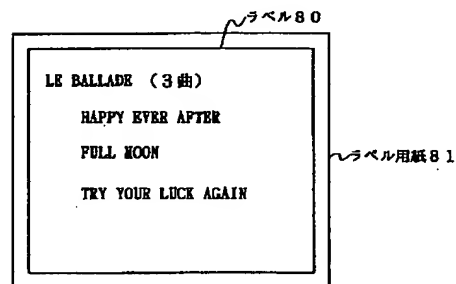 ラベル80
LE BALLADE (3曲)
HAPPY EVER AFTER
FULL MOON
TRY YOUR LUCK AGAIN
ラベル用紙81